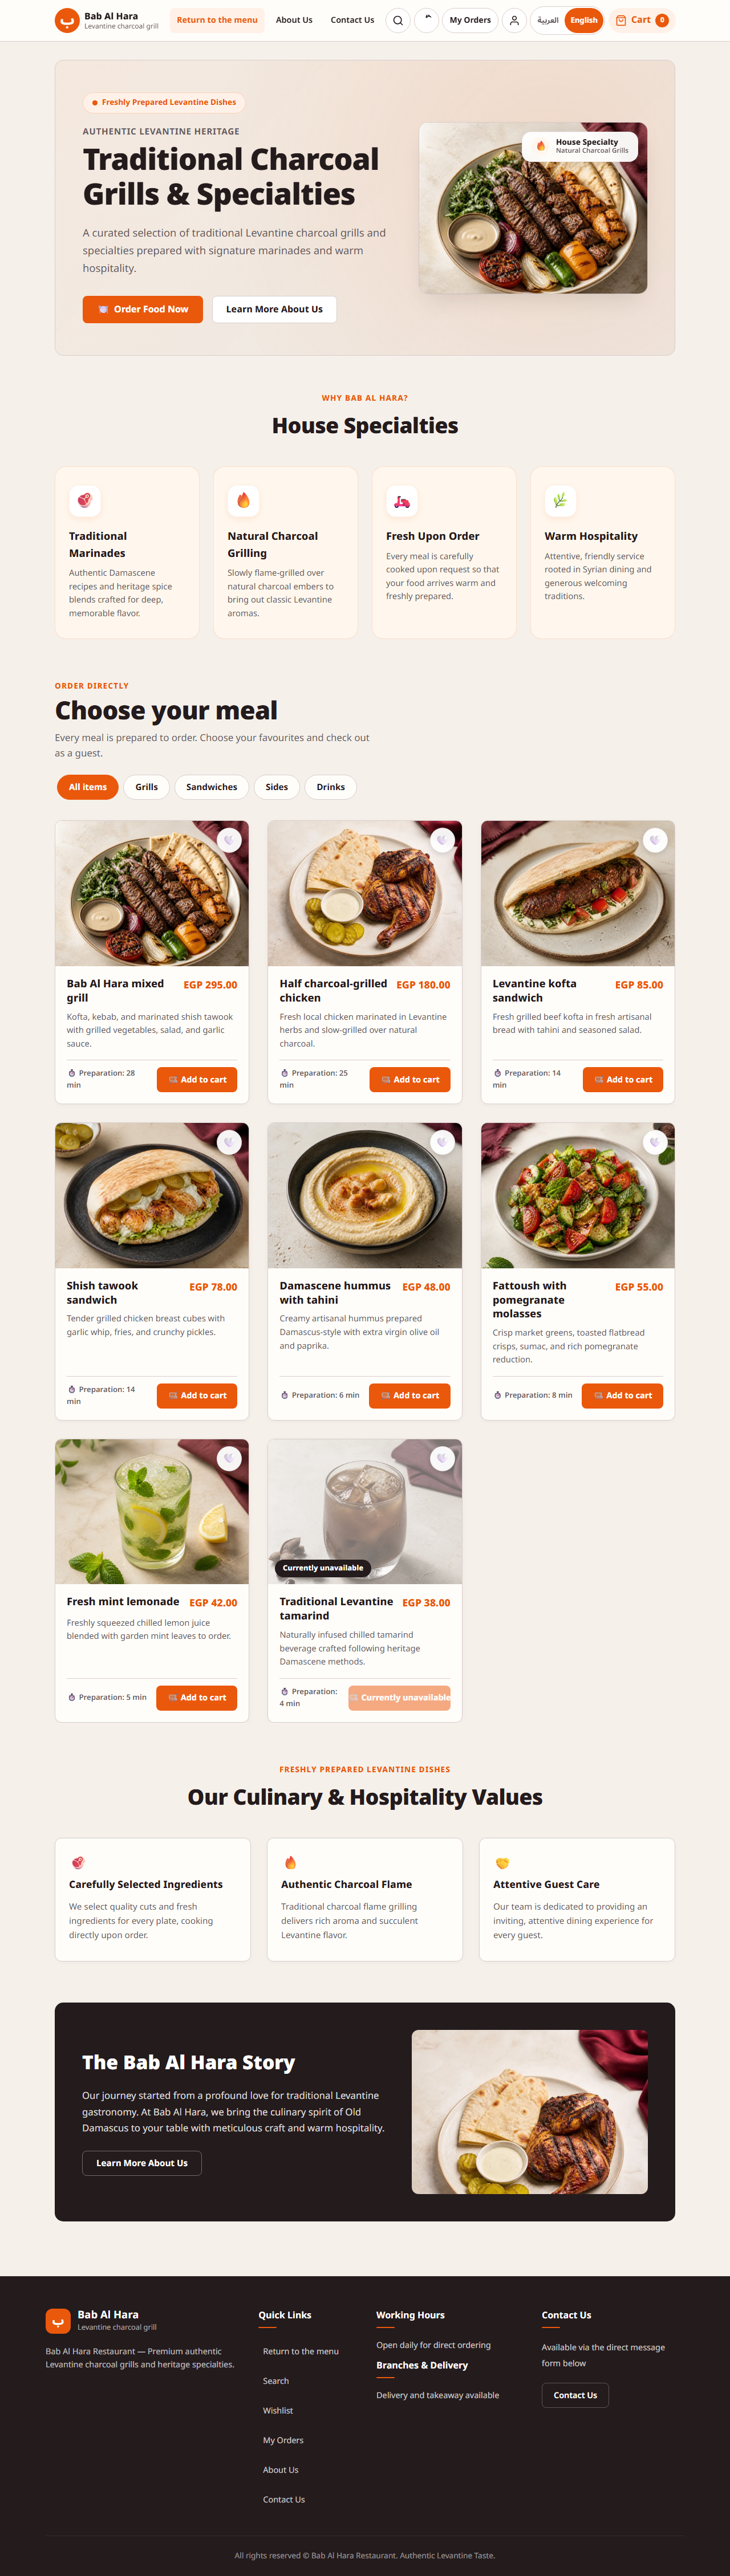 ب
Bab Al Hara
Levantine charcoal grill
Return to the menu
About Us
Contact Us
My Orders
العربية
English
Cart
0
Freshly Prepared Levantine Dishes
AUTHENTIC LEVANTINE HERITAGE
Traditional Charcoal
Grills & Specialties
A curated selection of traditional Levantine charcoal grills and
specialties prepared with signature marinades and warm
hospitality.
Order Food Now
Learn More About Us
House Specialty
Natural Charcoal Grills
WHY BAB AL HARA?
House Specialties
Traditional
Marinades
Authentic Damascene
recipes and heritage spice
blends crafted for deep,
memorable flavor.
Natural Charcoal
Grilling
Slowly flame-grilled over
natural charcoal embers to
bring out classic Levantine
aromas.
Fresh Upon Order
Every meal is carefully
cooked upon request so that
your food arrives warm and
freshly prepared.
Warm Hospitality
Attentive, friendly service
rooted in Syrian dining and
generous welcoming
traditions.
ORDER DIRECTLY
Choose your meal
Every meal is prepared to order. Choose your favourites and check out
as a guest.
All items
Grills
Sandwiches
Sides
Drinks
Bab Al Hara mixed
grill
EGP 295.00
Kofta, kebab, and marinated shish tawook
with grilled vegetables, salad, and garlic
sauce.
Preparation: 28
min
Add to cart
Half charcoal-grilled
chicken
EGP 180.00
Fresh local chicken marinated in Levantine
herbs and slow-grilled over natural
charcoal.
Preparation: 25
min
Add to cart
Levantine kofta
sandwich
EGP 85.00
Fresh grilled beef kofta in fresh artisanal
bread with tahini and seasoned salad.
Preparation: 14
min
Add to cart
Shish tawook
sandwich
EGP 78.00
Tender grilled chicken breast cubes with
garlic whip, fries, and crunchy pickles.
Preparation: 14
min
Add to cart
Damascene hummus
with tahini
EGP 48.00
Creamy artisanal hummus prepared
Damascus-style with extra virgin olive oil
and paprika.
Preparation: 6 min
Add to cart
Fattoush with
pomegranate
molasses
EGP 55.00
Crisp market greens, toasted flatbread
crisps, sumac, and rich pomegranate
reduction.
Preparation: 8 min
Add to cart
Fresh mint lemonade
EGP 42.00
Freshly squeezed chilled lemon juice
blended with garden mint leaves to order.
Preparation: 5 min
Add to cart
Currently unavailable
Traditional Levantine
tamarind
EGP 38.00
Naturally infused chilled tamarind
beverage crafted following heritage
Damascene methods.
Preparation:
4 min
Currently unavailable
FRESHLY PREPARED LEVANTINE DISHES
Our Culinary & Hospitality Values
Carefully Selected Ingredients
We select quality cuts and fresh
ingredients for every plate, cooking
directly upon order.
Authentic Charcoal Flame
Traditional charcoal flame grilling
delivers rich aroma and succulent
Levantine flavor.
Attentive Guest Care
Our team is dedicated to providing an
inviting, attentive dining experience for
every guest.
The Bab Al Hara Story
Our journey started from a profound love for traditional Levantine
gastronomy. At Bab Al Hara, we bring the culinary spirit of Old
Damascus to your table with meticulous craft and warm hospitality.
Learn More About Us
ب
Bab Al Hara
Levantine charcoal grill
Bab Al Hara Restaurant — Premium authentic
Levantine charcoal grills and heritage specialties.
Quick Links
Return to the menu
Search
Wishlist
My Orders
About Us
Contact Us
Working Hours
Open daily for direct ordering
Branches & Delivery
Delivery and takeaway available
Contact Us
Available via the direct message
form below
Contact Us
All rights reserved © Bab Al Hara Restaurant. Authentic Levantine Taste.